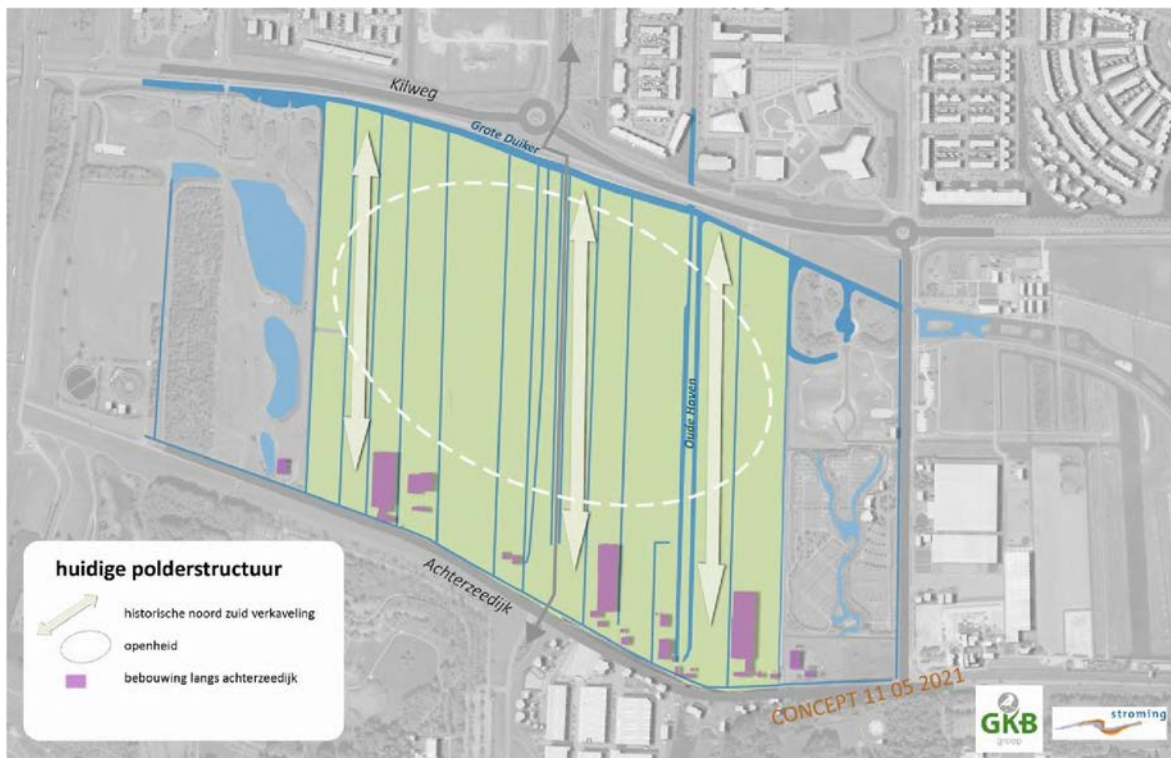 Kilweg
Grote Duiker
Oude Haven
Achterzeedijk
huidige polderstructuur
historische noord zuid verkaveling
openheid
bebouwing langs achterzeedijk
CONCEPT 11 05 2021
GKB
groep
stroming